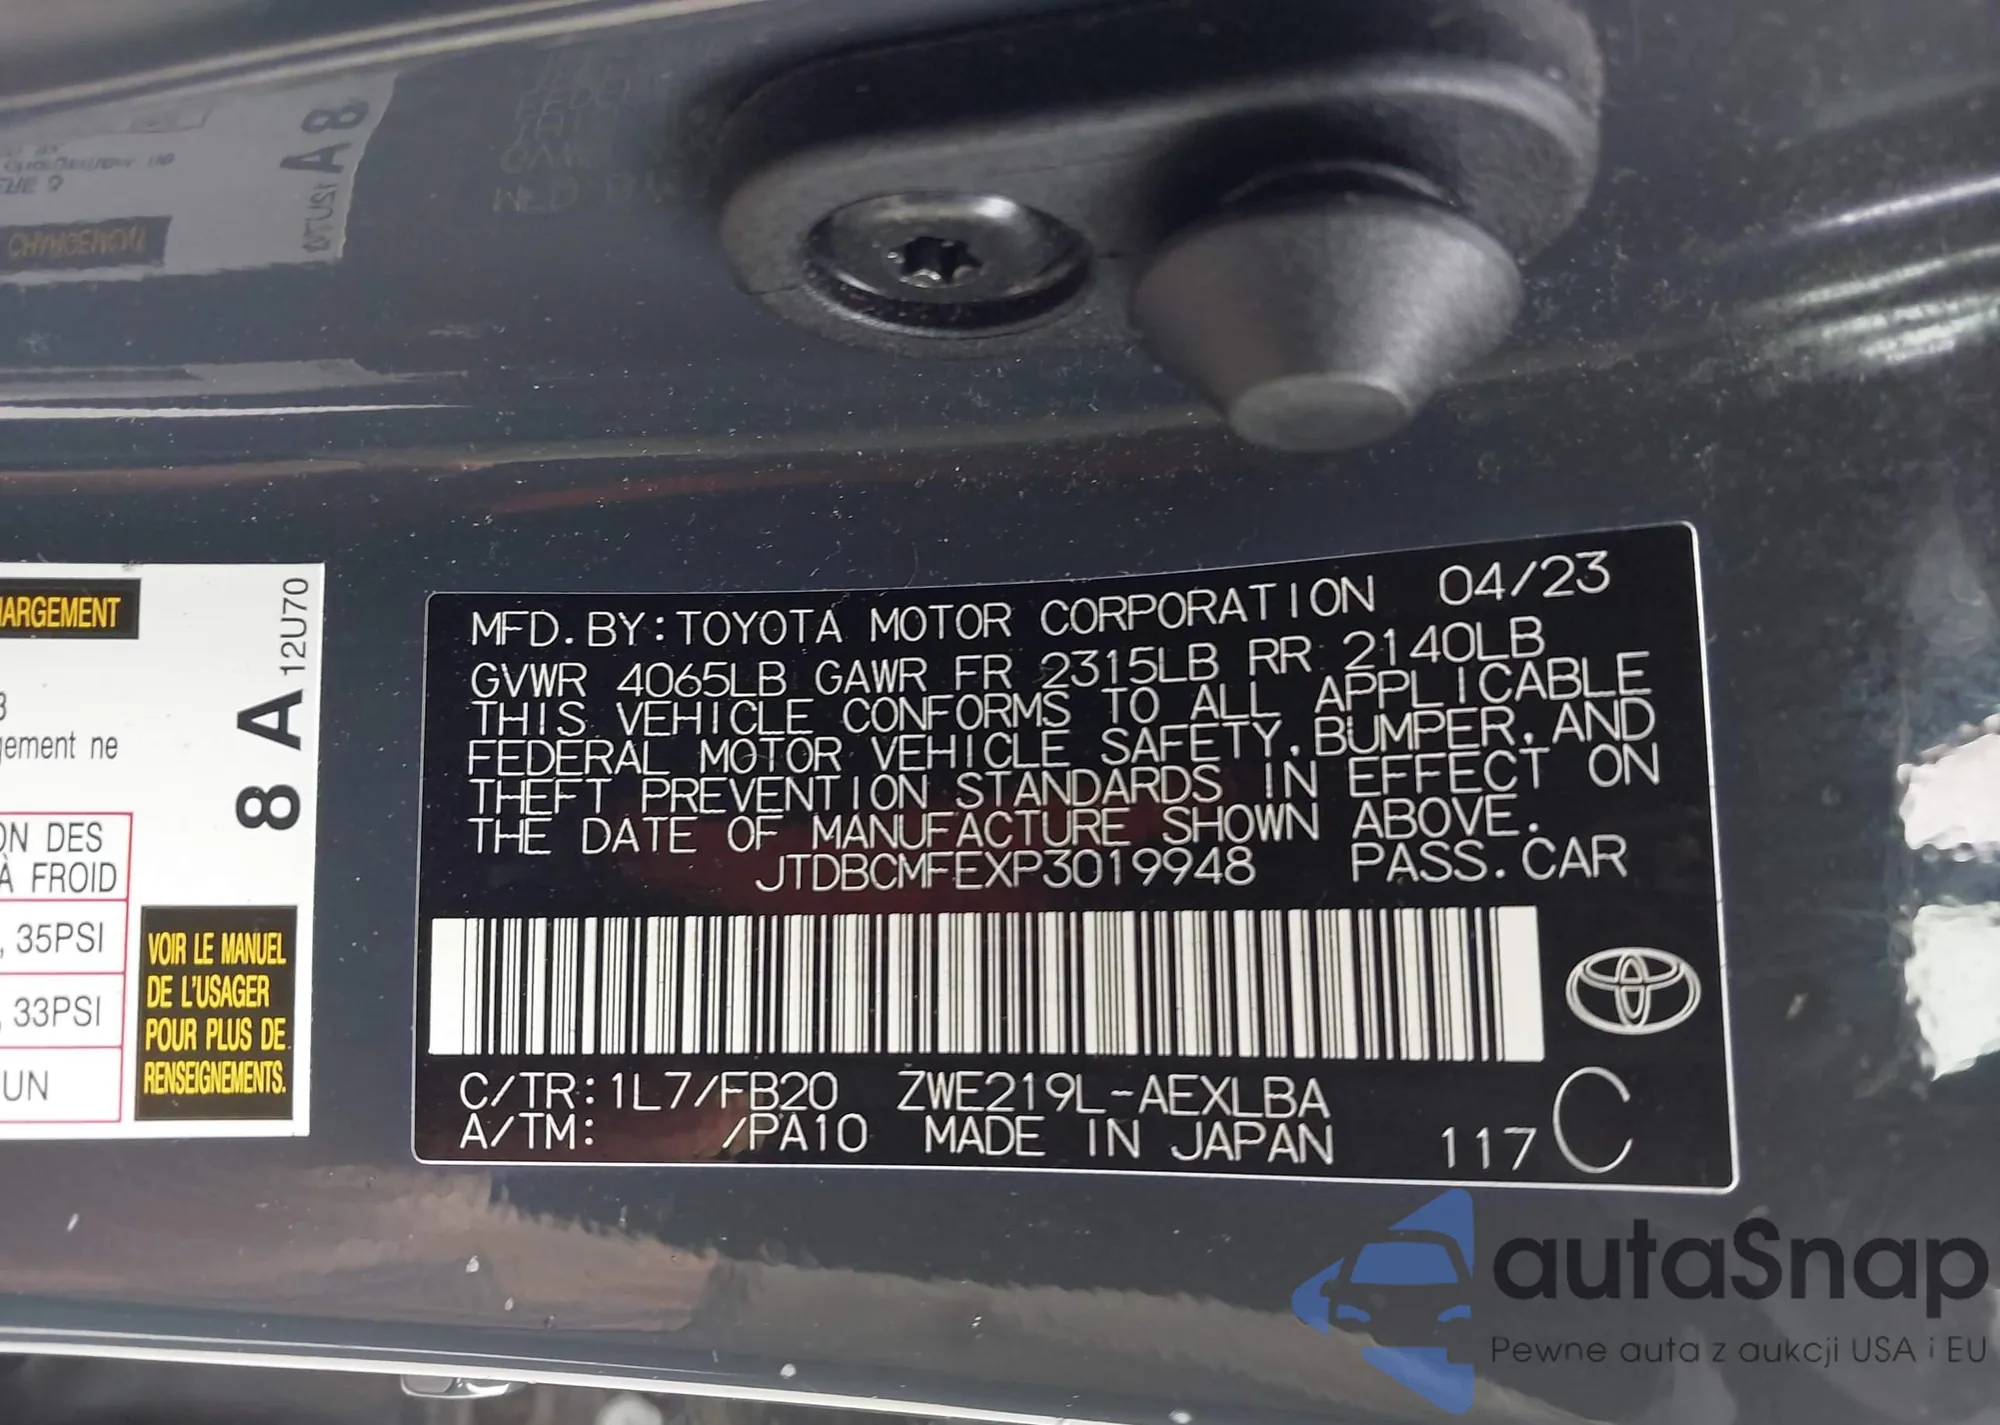 HARGEMENT
12U70
8 A
gement ne
ON DES
À FROID
, 35PSI
, 33PSI
UN
VOIR LE MANUEL
DE L'USAGER
POUR PLUS DE
RENSEIGNEMENTS.
MFD. BY: TOYOTA MOTOR CORPORATION 04/23
GVWR 4065LB GAWR FR 2315LB RR 2140LB
THIS VEHICLE CONFORMS TO ALL APPLICABLE
FEDERAL MOTOR VEHICLE SAFETY, BUMPER, AND
THEFT PREVENTION STANDARDS IN EFFECT ON
THE DATE OF MANUFACTURE SHOWN ABOVE.
JTDBCMFEXP3019948 PASS. CAR
C/TR: 1L7/FB20 ZWE219L-AEXLBA
A/TM: /PA10 MADE IN JAPAN 117 C
autaSnap
Pewne auta z aukcji USA i EU